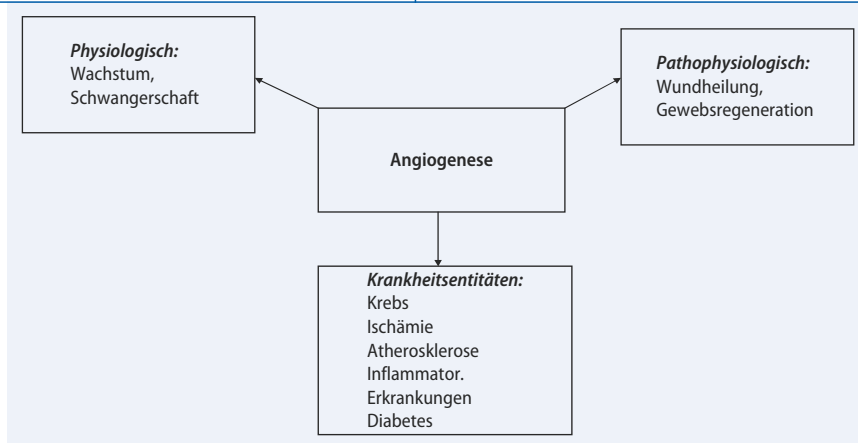 Physiologisch:
Wachstum,
Schwangerschaft
Pathophysiologisch:
Wundheilung,
Gewebsregeneration
Angiogenese
Krankheitsentitäten:
Krebs
Ischämie
Atherosklerose
Inflammator.
Erkrankungen
Diabetes